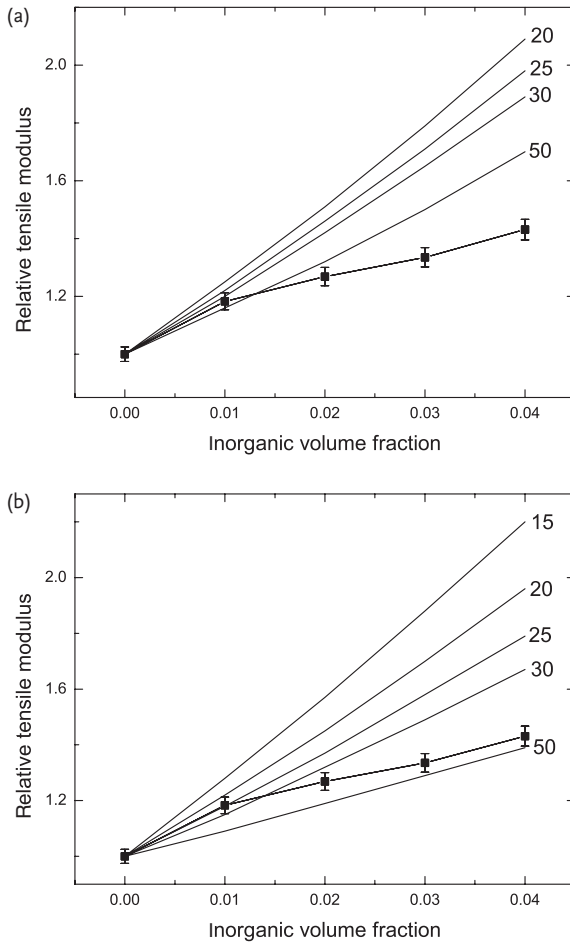 (a)
2.0
1.6
1.2
20
25
30
50
Relative tensile modulus
0.00 0.01 0.02 0.03 0.04
Inorganic volume fraction
(b)
2.0
1.6
1.2
15
20
25
30
50
Relative tensile modulus
0.00 0.01 0.02 0.03 0.04
Inorganic volume fraction